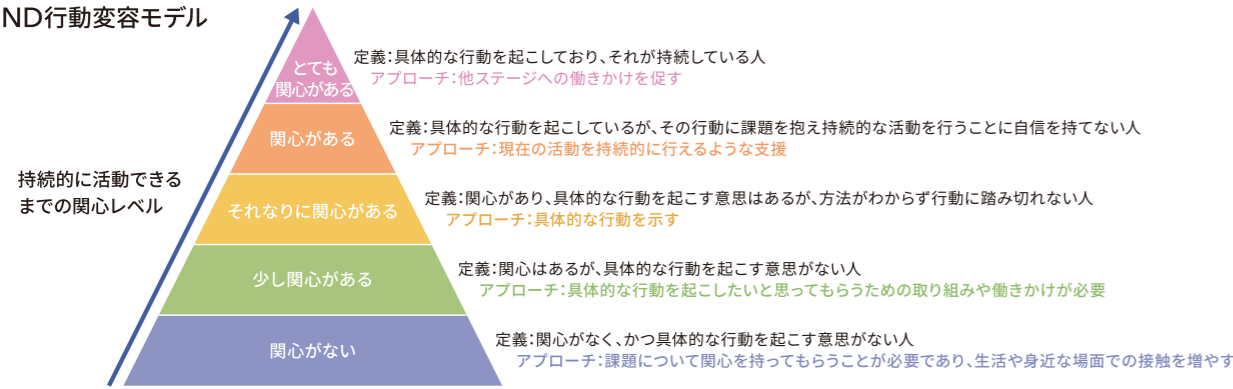 ND行動変容モデル
とても
関心がある
定義：具体的な行動を起こしており、それが持続している人
アプローチ：他ステージへの働きかけを促す
関心がある
定義：具体的な行動を起こしているが、その行動に課題を抱え持続的な活動を行うことに自信を持てない人
アプローチ：現在の活動を持続的に行えるような支援
持続的に活動できる
までの関心レベル
それなりに関心がある
定義：関心があり、具体的な行動を起こす意思はあるが、方法がわからず行動に踏み切れない人
アプローチ：具体的な行動を示す
少し関心がある
定義：関心はあるが、具体的な行動を起こす意思がない人
アプローチ：具体的な行動を起こしたいと思ってもらうための取り組みや働きかけが必要
関心がない
定義：関心がなく、かつ具体的な行動を起こす意思がない人
アプローチ：課題について関心を持ってもらうことが必要であり、生活や身近な場面での接触を増やす